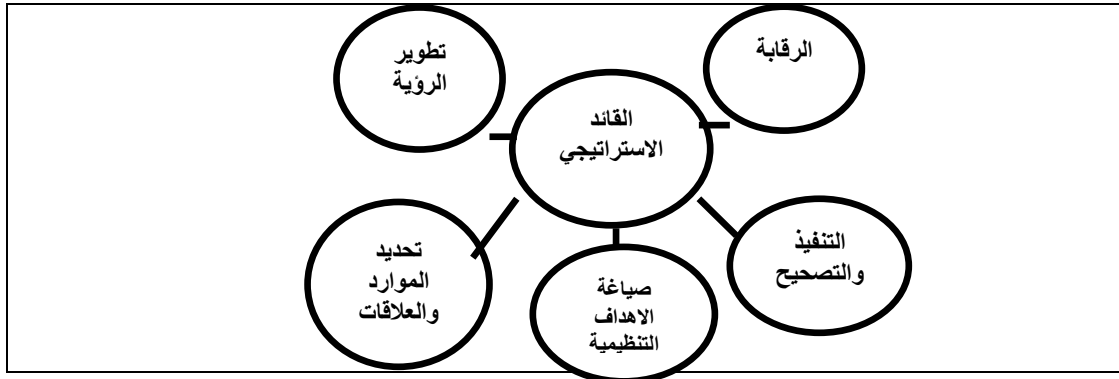 الرقابة
تطوير
الرؤية
القائد
الاستراتيجي
التنفيذ
والتصحيح
صياغة
الاهداف
التنظيمية
تحديد
الموارد
والعلاقات